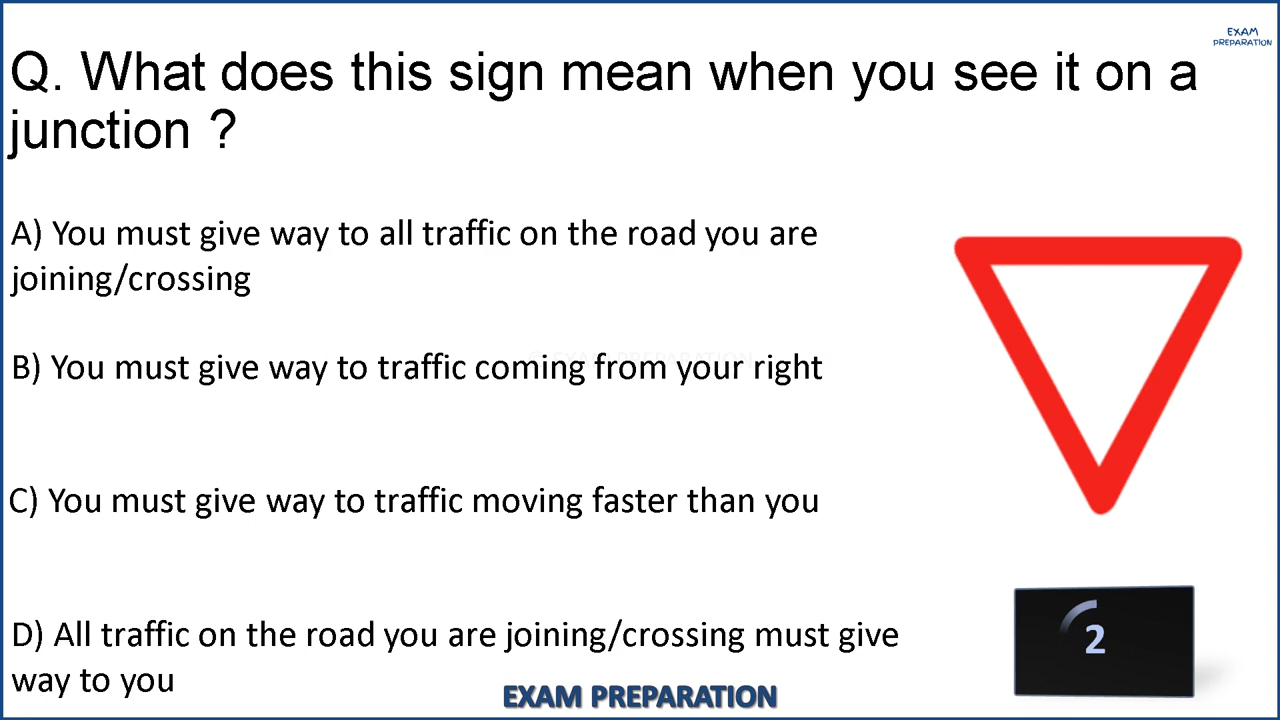 EXAM
PREPARATION
Q. What does this sign mean when you see it on a
junction ?
A) You must give way to all traffic on the road you are
joining/crossing
EXAM PREPARATION
B) You must give way to traffic coming from your right
C) You must give way to traffic moving faster than you
D) All traffic on the road you are joining/crossing must give
way to you
2
EXAM PREPARATION